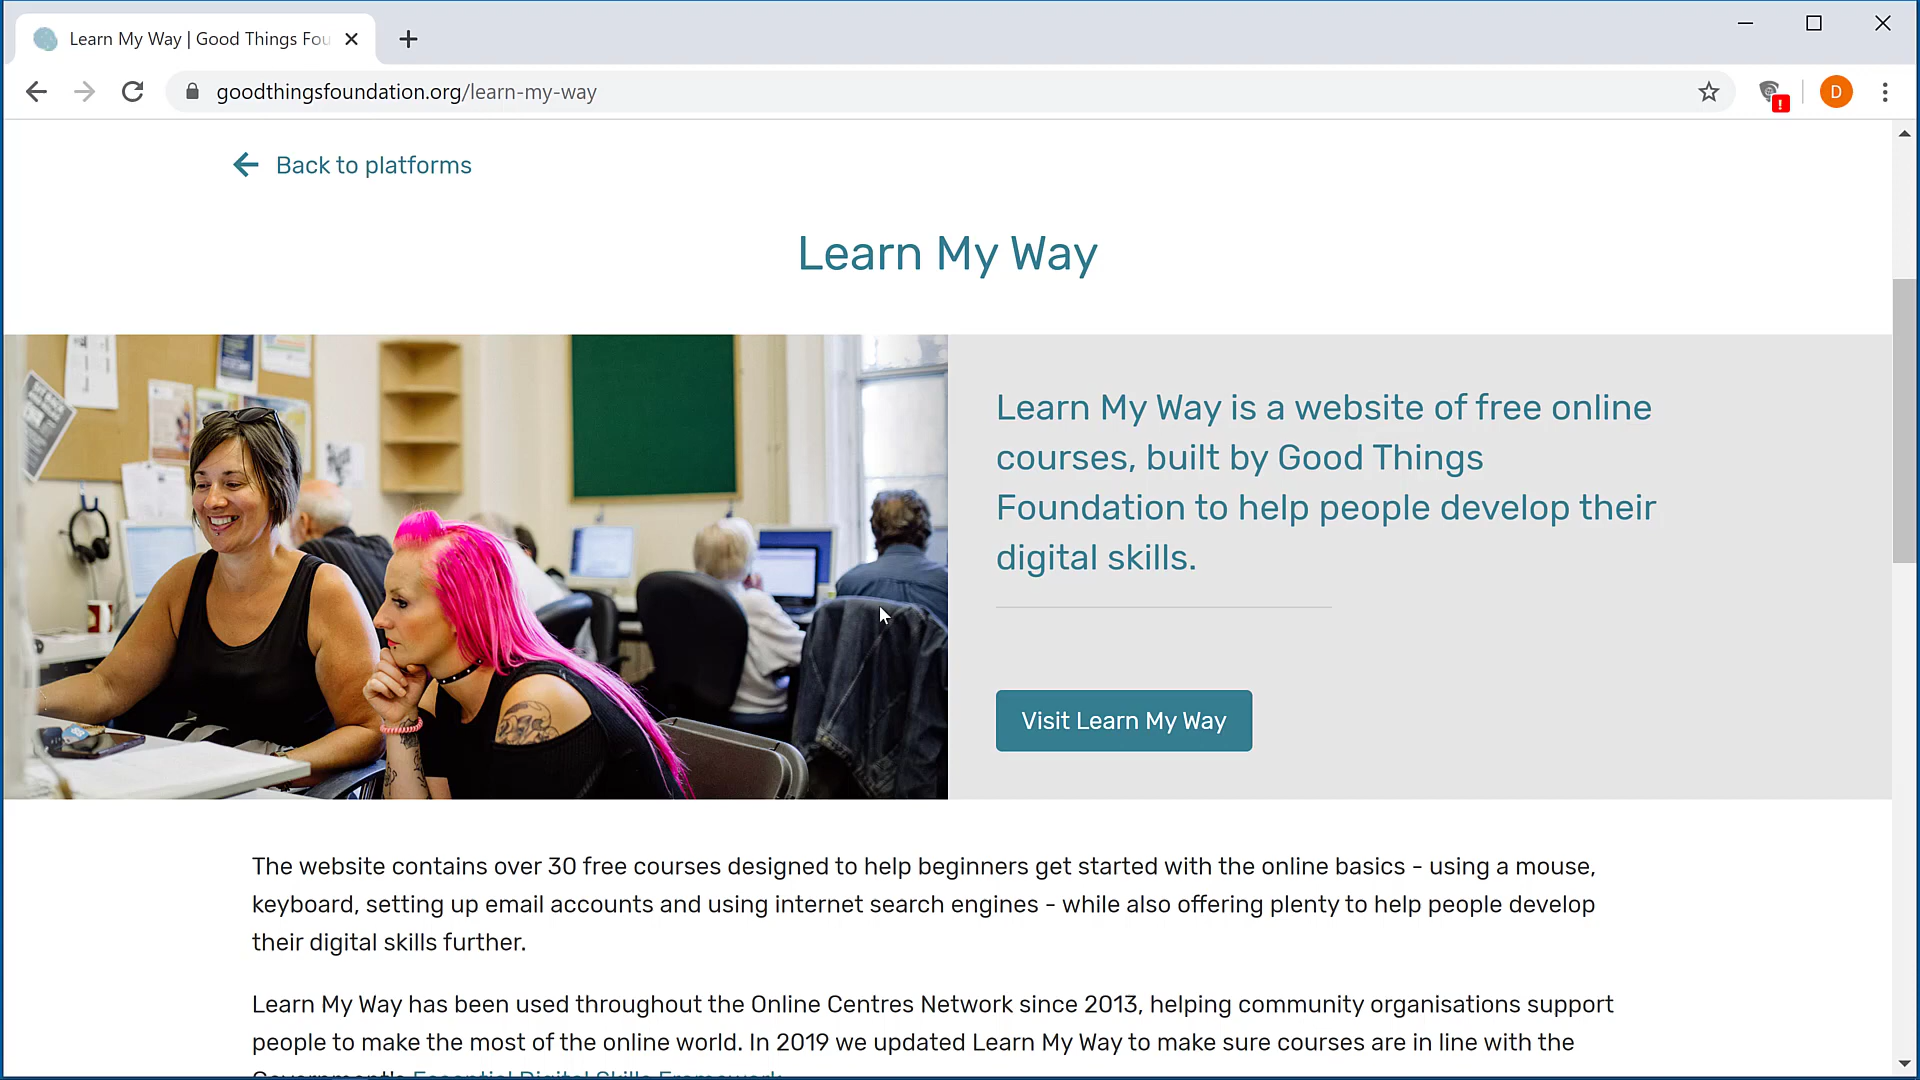 Learn My Way | Good Things Fou
goodthingsfoundation.org/learn-my-way
D
Back to platforms
Learn My Way
Learn My Way is a website of free online
courses, built by Good Things
Foundation to help people develop their
digital skills.
Visit Learn My Way
The website contains over 30 free courses designed to help beginners get started with the online basics - using a mouse,
keyboard, setting up email accounts and using internet search engines - while also offering plenty to help people develop
their digital skills further.
Learn My Way has been used throughout the Online Centres Network since 2013, helping community organisations support
people to make the most of the online world. In 2019 we updated Learn My Way to make sure courses are in line with the
Government's Essential Digital Skills Framework